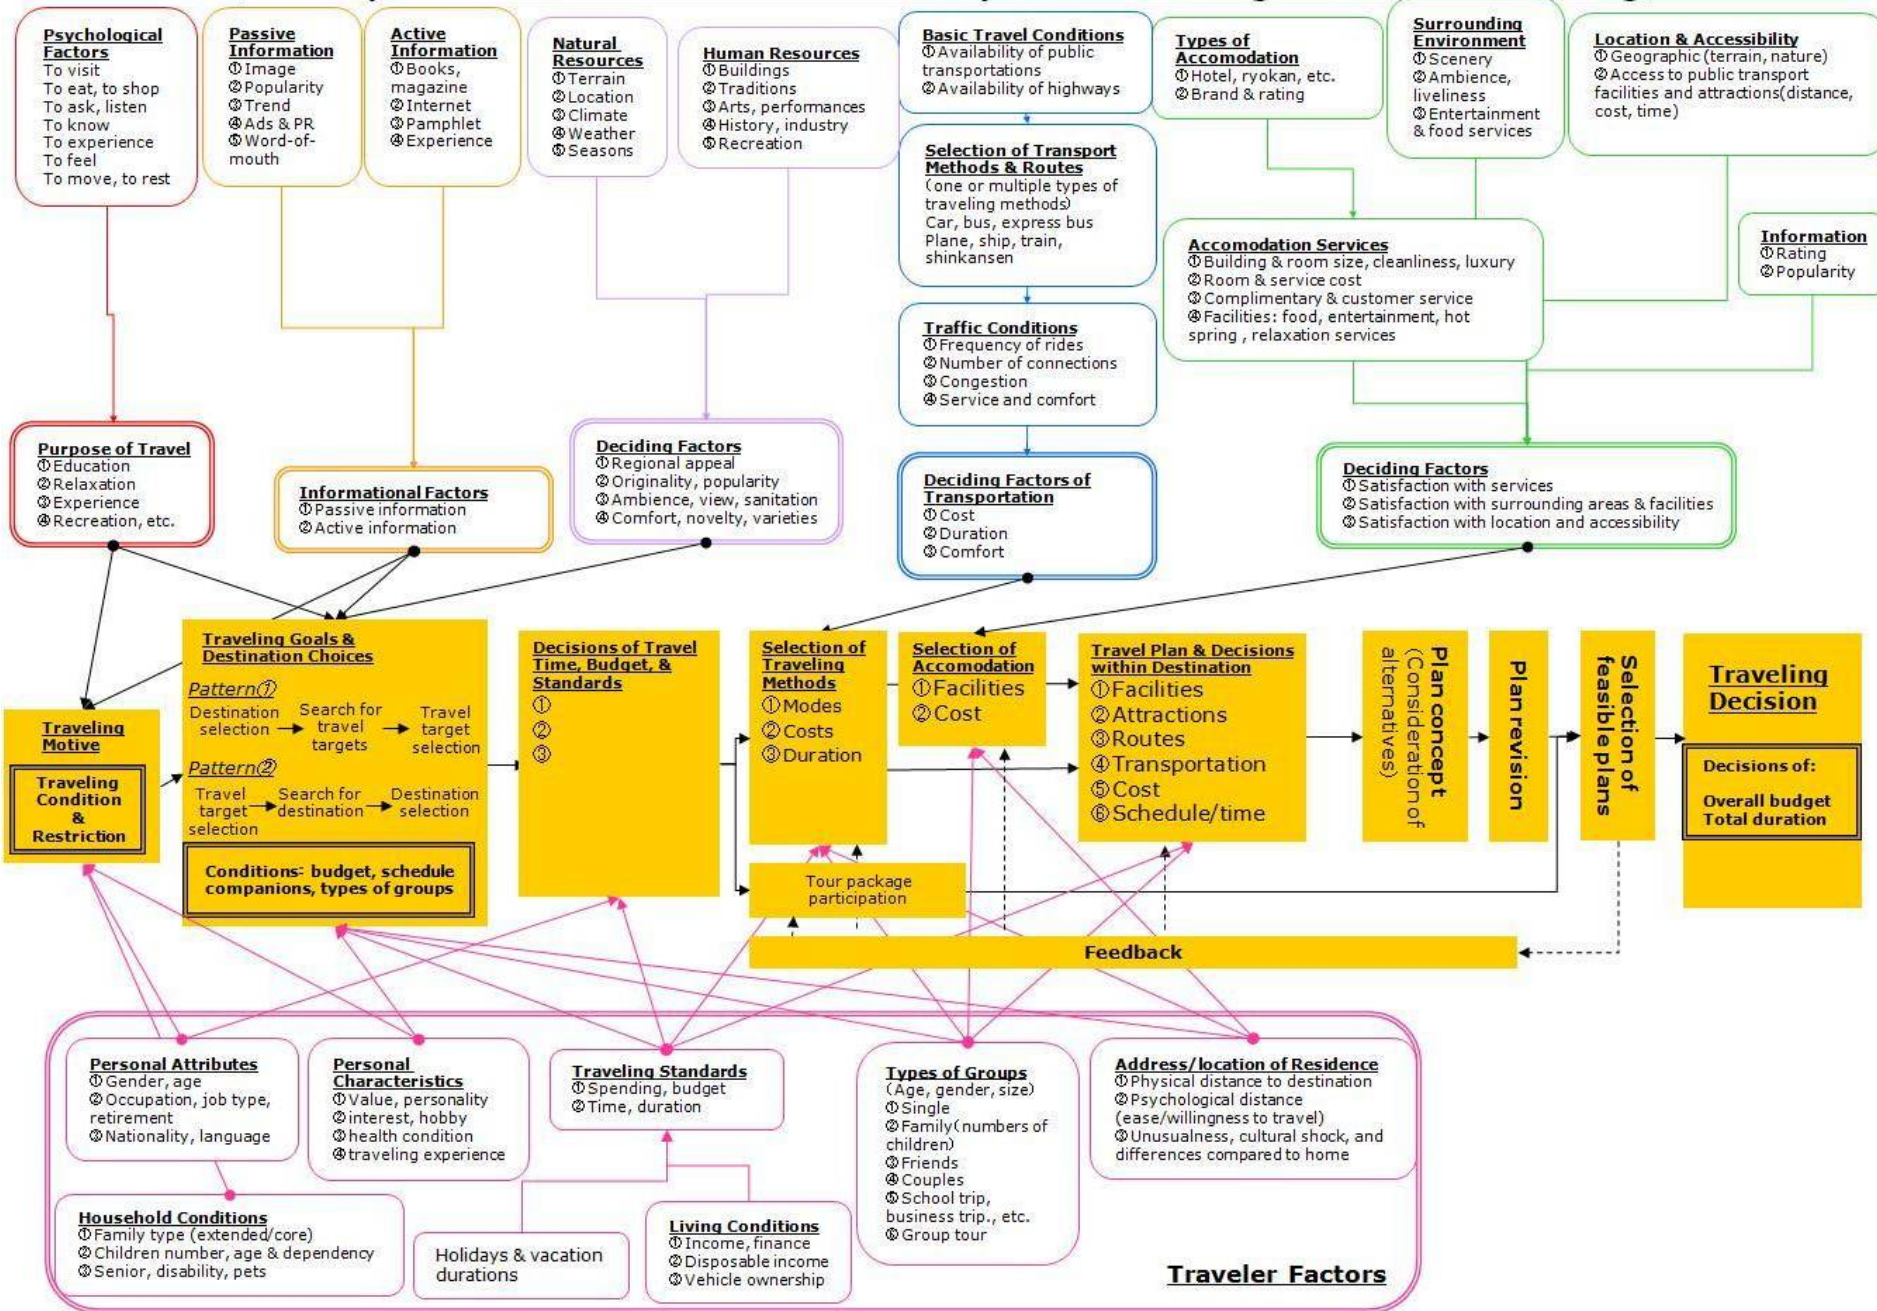 Psychological
Factors
To visit
To eat, to shop
To ask, listen
To know
To experience
To feel
To move, to rest
Passive
Information
①Image
②Popularity
③Trend
④Ads & PR
⑤Word-of-
mouth
Active
Information
①Books,
magazine
②Internet
③Pamphlet
④Experience
Natural
Resources
①Terrain
②Location
③Climate
④Weather
⑤Seasons
Human Resources
①Buildings
②Traditions
③Arts, performances
④History, industry
⑤Recreation
Basic Travel Conditions
①Availability of public
transportations
②Availability of highways
Types of
Accomodation
①Hotel, ryokan, etc.
②Brand & rating
Surrounding
Environment
①Scenery
②Ambience,
liveliness
③Entertainment
& food services
Location & Accessibility
①Geographic (terrain, nature)
②Access to public transport
facilities and attractions(distance,
cost, time)
Selection of Transport
Methods & Routes
(one or multiple types of
traveling methods)
Car, bus, express bus
Plane, ship, train,
shinkansen
Accomodation Services
①Building & room size, cleanliness, luxury
②Room & service cost
③Complimentary & customer service
④Facilities: food, entertainment, hot
spring , relaxation services
Information
①Rating
②Popularity
Traffic Conditions
①Frequency of rides
②Number of connections
③Congestion
④Service and comfort
Purpose of Travel
①Education
②Relaxation
③Experience
④Recreation, etc.
Informational Factors
①Passive information
②Active information
Deciding Factors
①Regional appeal
②Originality, popularity
③Ambience, view, sanitation
④Comfort, novelty, varieties
Deciding Factors of
Transportation
①Cost
②Duration
③Comfort
Deciding Factors
①Satisfaction with services
②Satisfaction with surrounding areas & facilities
③Satisfaction with location and accessibility
Traveling
Motive
Traveling
Condition
&
Restriction
Traveling Goals &
Destination Choices
Pattern①
Destination
selection
Search for
travel
targets
Travel
target
selection
Pattern②
Travel
target
selection
Search for
destination
Destination
selection
Conditions: budget, schedule
companions, types of groups
Decisions of Travel
Time, Budget, &
Standards
①
②
③
Selection of
Traveling
Methods
①Modes
②Costs
③Duration
Selection of
Accomodation
①Facilities
②Cost
Travel Plan & Decisions
within Destination
①Facilities
②Attractions
③Routes
④Transportation
⑤Cost
⑥Schedule/time
Plan concept
(Consideration of
alternatives)
Plan revision
Selection of
feasible plans
Traveling
Decision
Decisions of:
Overall budget
Total duration
Tour package
participation
Feedback
Personal Attributes
①Gender, age
②Occupation, job type,
retirement
③Nationality, language
Personal
Characteristics
①Value, personality
②interest, hobby
③health condition
④traveling experience
Traveling Standards
①Spending, budget
②Time, duration
Types of Groups
(Age, gender, size)
①Single
②Family(numbers of
children)
③Friends
④Couples
⑤School trip,
business trip., etc.
⑥Group tour
Address/location of Residence
①Physical distance to destination
②Psychological distance
(ease/willingness to travel)
③Unusualness, cultural shock, and
differences compared to home
Household Conditions
①Family type (extended/core)
②Children number, age & dependency
③Senior, disability, pets
Holidays & vacation
durations
Living Conditions
①Income, finance
②Disposable income
③Vehicle ownership
Traveler Factors